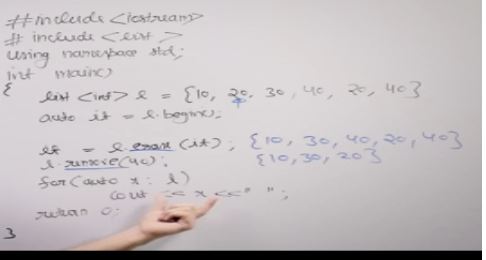 #include <iostream>
# include <list>
using namespace std;
int main()
{
list <int> l = {10, 20, 30, 40, 20, 40}
auto it = l.begin();
it = l.erase(it); {10, 30, 40, 20, 40}
l.remove(40); {10, 30, 20}
for(auto x: l)
cout << x <<" ";
return 0;
}